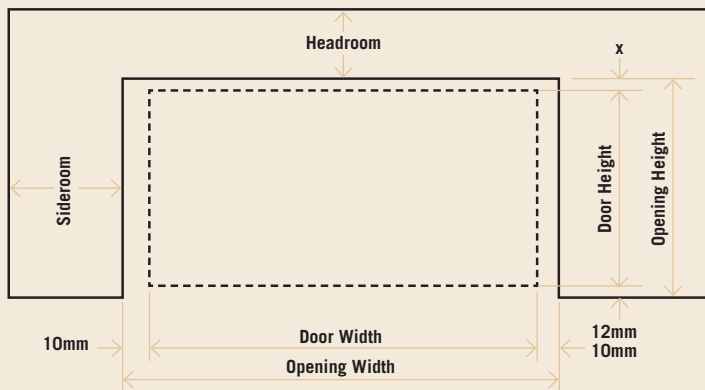 Headroom
x
Sideroom
Door Height
Opening Height
10mm
Door Width
12mm
10mm
Opening Width